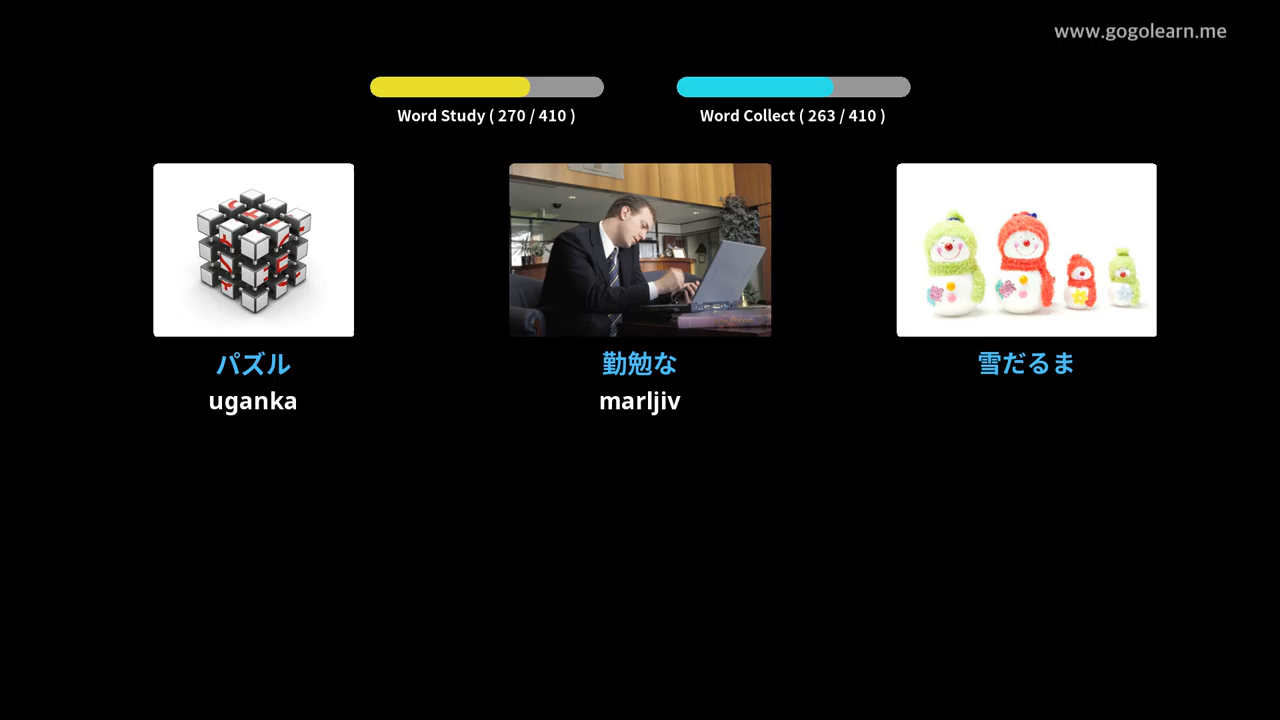 www.gogolearn.me
Word Study ( 270 / 410 )
Word Collect ( 263 / 410 )
パズル
uganka
勤勉な
marljiv
雪だるま